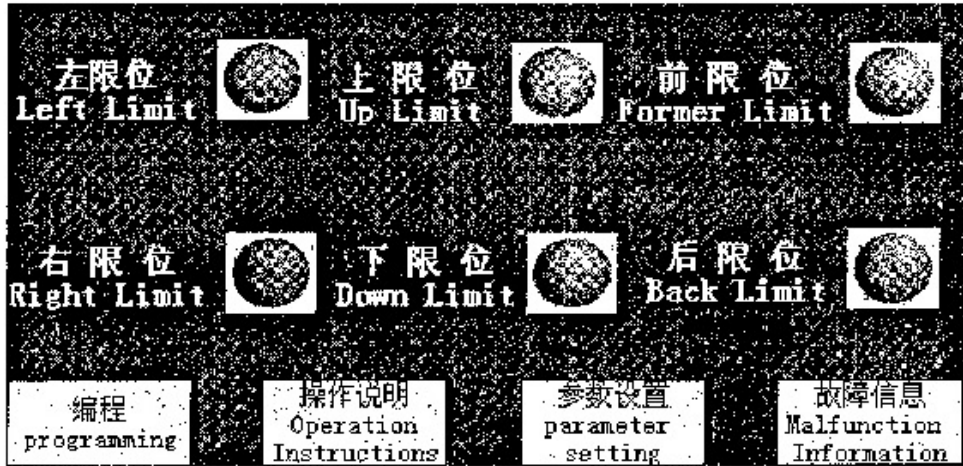 左限位
Left Limit
上限位
Up Limit
前限位
Former Limit
右限位
Right Limit
下限位
Down Limit
后限位
Back Limit
编程
programming
操作说明
Operation
Instructions
参数设置
parameter
setting
故障信息
Malfunction
Information